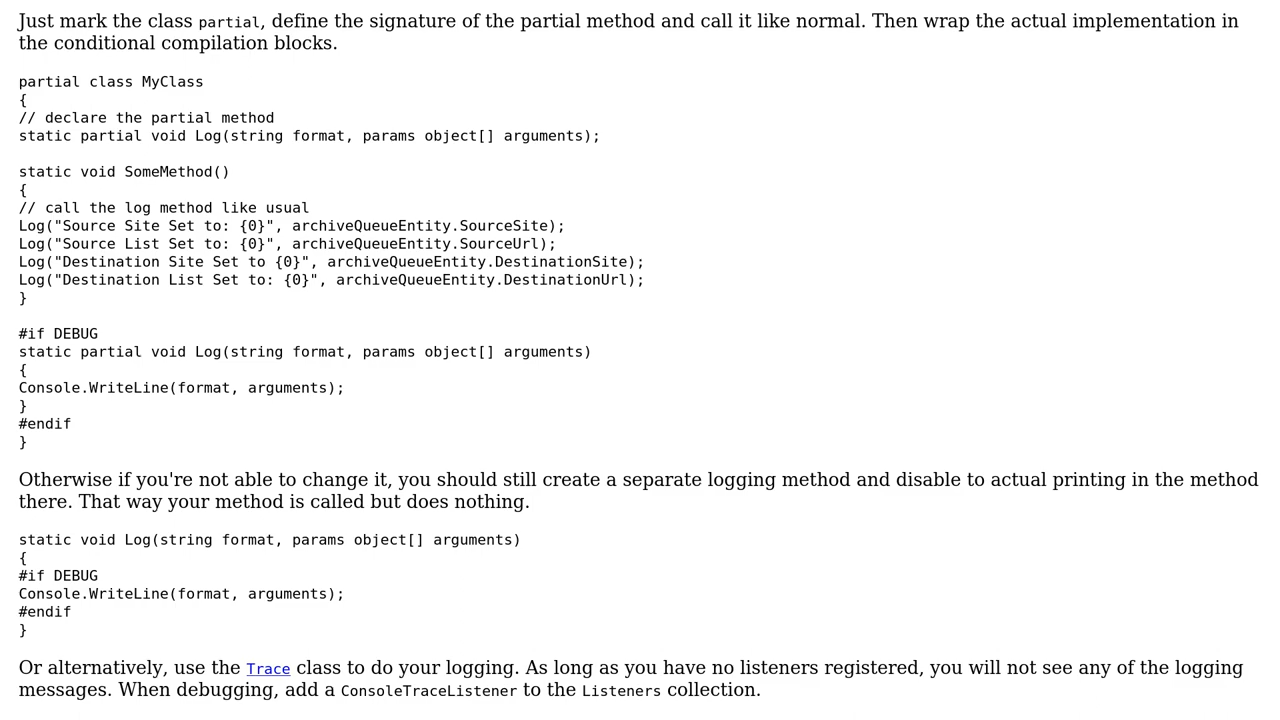 Just mark the class partial, define the signature of the partial method and call it like normal. Then wrap the actual implementation in
the conditional compilation blocks.
partial class MyClass
{
// declare the partial method
static partial void Log(string format, params object[] arguments);
static void SomeMethod()
{
// call the log method like usual
Log("Source Site Set to: {0}", archiveQueueEntity.SourceSite);
Log("Source List Set to: {0}", archiveQueueEntity.SourceUrl);
Log("Destination Site Set to {0}", archiveQueueEntity.DestinationSite);
Log("Destination List Set to: {0}", archiveQueueEntity.DestinationUrl);
}
#if DEBUG
static partial void Log(string format, params object[] arguments)
{
Console.WriteLine(format, arguments);
}
#endif
}
Otherwise if you're not able to change it, you should still create a separate logging method and disable to actual printing in the method
there. That way your method is called but does nothing.
static void Log(string format, params object[] arguments)
{
#if DEBUG
Console.WriteLine(format, arguments);
#endif
}
Or alternatively, use the Trace class to do your logging. As long as you have no listeners registered, you will not see any of the logging
messages. When debugging, add a ConsoleTraceListener to the Listeners collection.